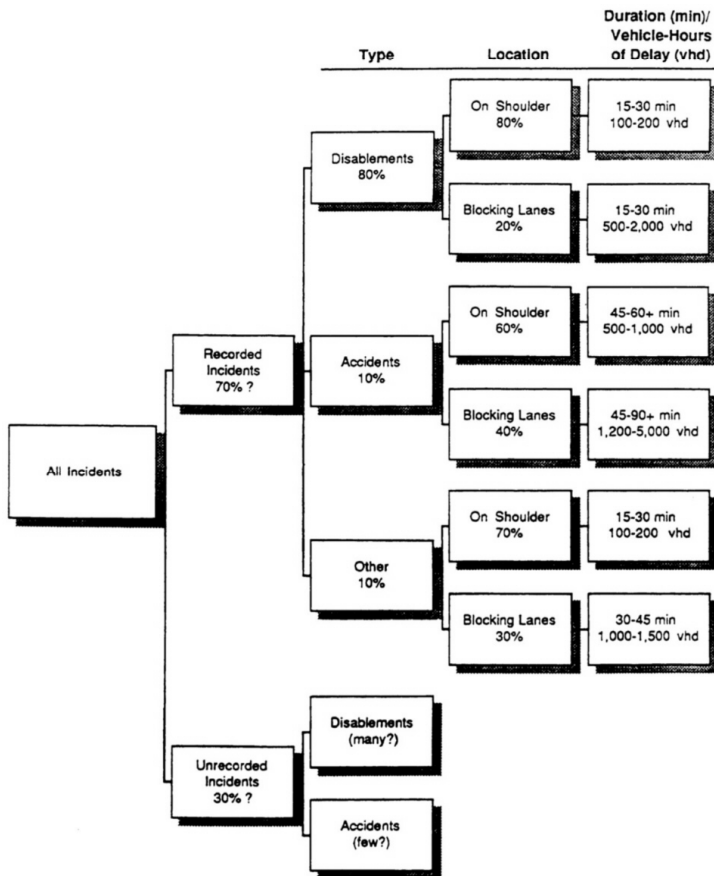 Duration (min)/
Vehicle-Hours
of Delay (vhd)
Type
Location
On Shoulder
80%
15-30 min
100-200 vhd
Disablements
80%
Blocking Lanes
20%
15-30 min
500-2,000 vhd
On Shoulder
60%
45-60+ min
500-1,000 vhd
Recorded
Incidents
70% ?
Accidents
10%
Blocking Lanes
40%
45-90+ min
1,200-5,000 vhd
All Incidents
On Shoulder
70%
15-30 min
100-200 vhd
Other
10%
Blocking Lanes
30%
30-45 min
1,000-1,500 vhd
Disablements
(many?)
Unrecorded
Incidents
30% ?
Accidents
(few?)